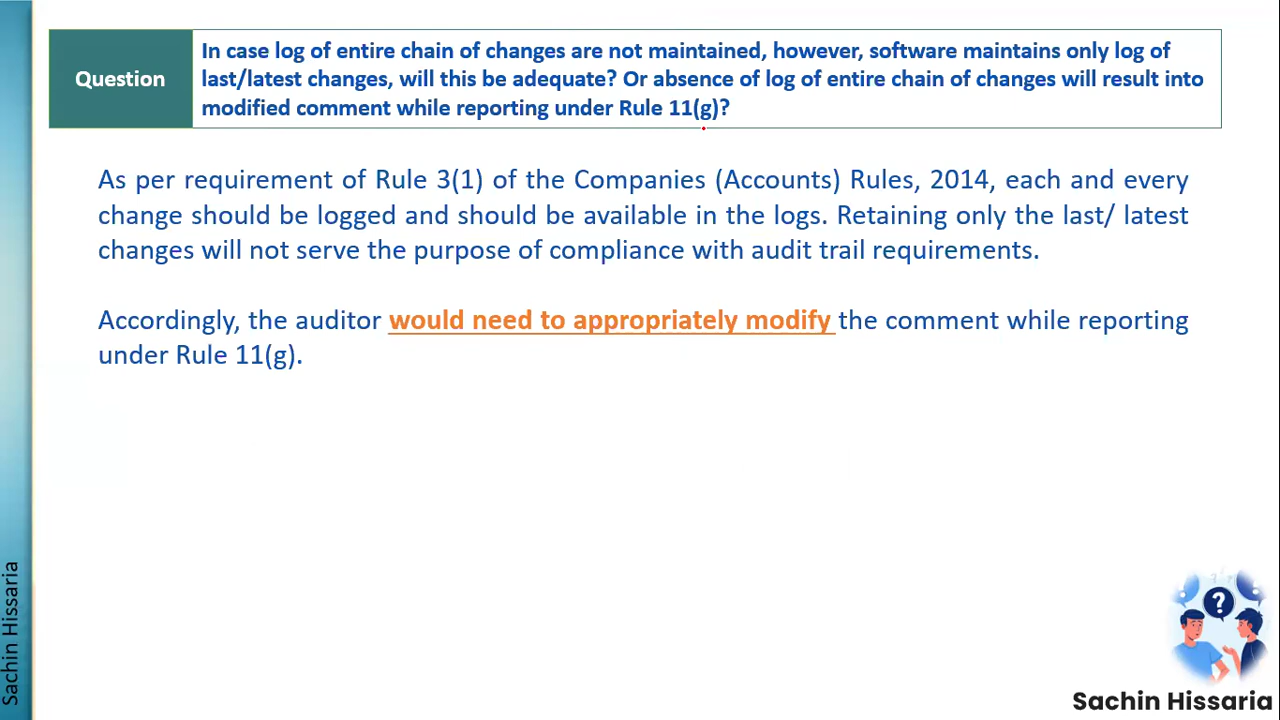 Question
In case log of entire chain of changes are not maintained, however, software maintains only log of
last/latest changes, will this be adequate? Or absence of log of entire chain of changes will result into
modified comment while reporting under Rule 11(g)?
As per requirement of Rule 3(1) of the Companies (Accounts) Rules, 2014, each and every
change should be logged and should be available in the logs. Retaining only the last/ latest
changes will not serve the purpose of compliance with audit trail requirements.
Accordingly, the auditor would need to appropriately modify the comment while reporting
under Rule 11(g).
Sachin Hissaria
?
Sachin Hissaria